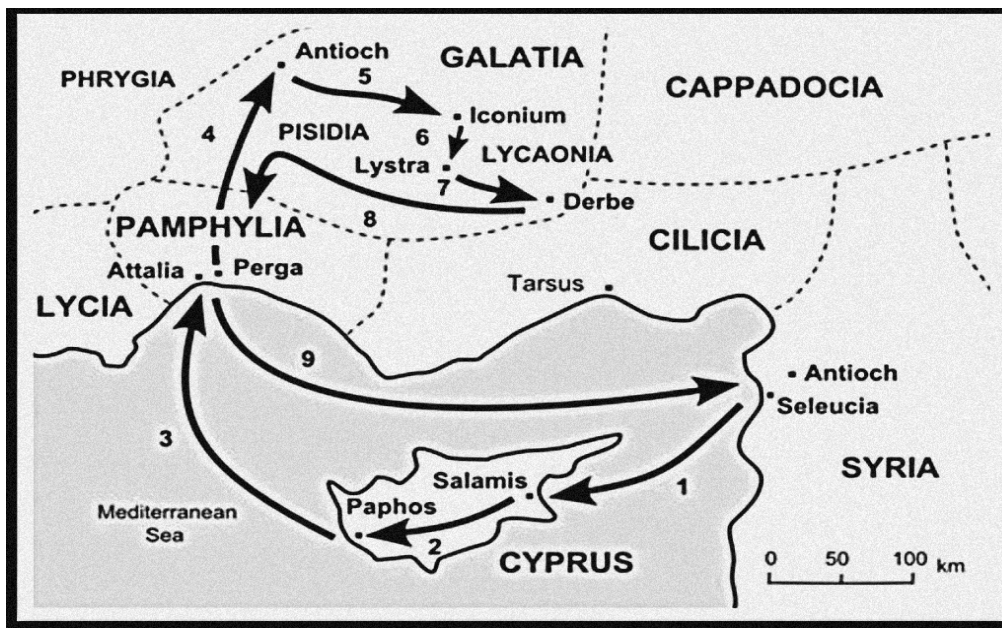 Antioch
5
GALATIA
PHRYGIA
CAPPADOCIA
4
PISIDIA
6
Iconium
Lystra
LYCAONIA
7
Derbe
8
PAMPHYLIA
CILICIA
Attalia
Perga
Tarsus
LYCIA
9
Antioch
Seleucia
3
SYRIA
Salamis
1
Paphos
Mediterranean
Sea
2
CYPRUS
0 50 100 km